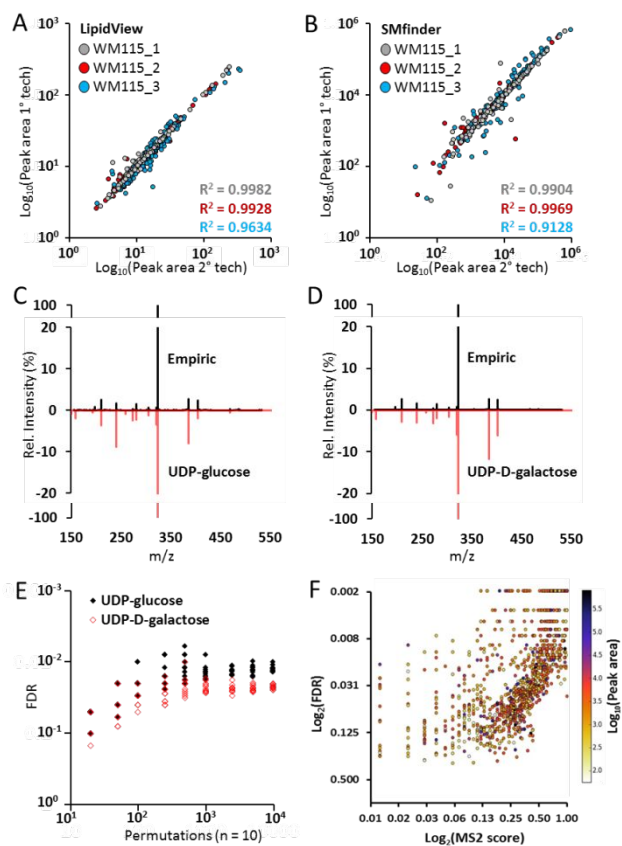 A
LipidView
WM115_1
WM115_2
WM115_3
Log₁₀(Peak area 1° tech)
10³
10²
10¹
10⁰
R² = 0.9982
R² = 0.9928
R² = 0.9634
10⁰
10¹
10²
10³
Log₁₀(Peak area 2° tech)
B
SMfinder
WM115_1
WM115_2
WM115_3
Log₁₀(Peak area 1° tech)
10⁶
10⁴
10²
10⁰
R² = 0.9904
R² = 0.9969
R² = 0.9128
10⁰
10²
10⁴
10⁶
Log₁₀(Peak area 2° tech)
C
Rel. Intensity (%)
100
20
10
0
-10
-20
-100
Empiric
UDP-glucose
150
250
350
450
550
m/z
D
Rel. Intensity (%)
100
20
10
0
-10
-20
-100
Empiric
UDP-D-galactose
150
250
350
450
550
m/z
E
UDP-glucose
UDP-D-galactose
FDR
10⁻³
10⁻²
10⁻¹
10⁰
10¹
10²
10³
10⁴
Permutations (n = 10)
F
Log₂(FDR)
0.002
0.008
0.031
0.125
0.500
0.01
0.02
0.03
0.06
0.13
0.25
0.50
1.00
Log₂(MS2 score)
5.5
5.0
4.5
4.0
3.5
3.0
2.5
2.0
Log₁₀(Peak area)